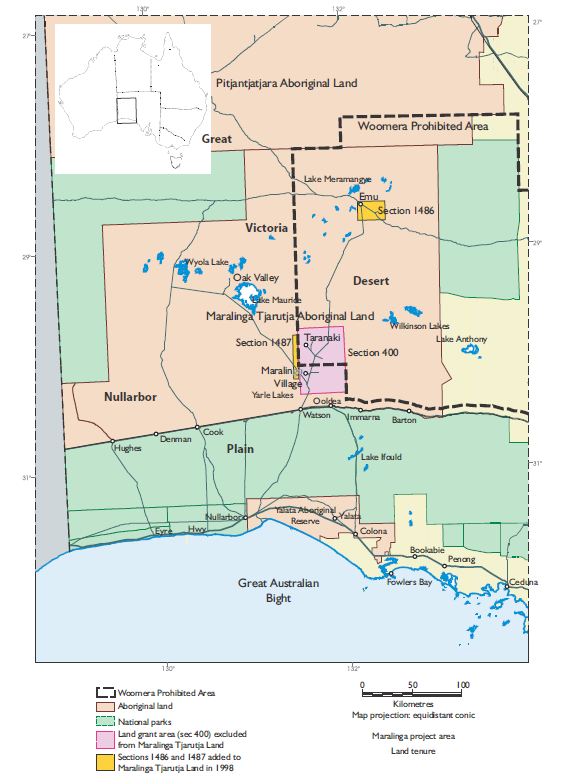 130° 132°
27° 27°
Pitjantjatjara Aboriginal Land
Woomera Prohibited Area
Great
Lake Meramangye
Emu
Section 1486
Victoria
29° 29°
Wyola Lake
Oak Valley
Desert
Lake Maurice
Maralinga Tjarutja Aboriginal Land
Wilkinson Lakes
Section 1487
Taranaki
Lake Anthony
Section 400
Maralin
Village
Nullarbor
Yarle Lakes
Ooldea
Watson
Immarna
Barton
Cook
Denman
Hughes
Plain
Lake Ifould
31° 31°
Nullarbor
Yalata Aboriginal
Reserve
Yalata
Eyre Hwy
Colona
Bookabie
Penong
Great Australian
Bight
Fowlers Bay
Ceduna
130° 132°
Woomera Prohibited Area
Aboriginal land
National parks
Land grant area (sec 400) excluded
from Maralinga Tjarutja Land
Sections 1486 and 1487 added to
Maralinga Tjarutja Land in 1998
0 50 100
Kilometres
Map projection: equidistant conic
Maralinga project area
Land tenure